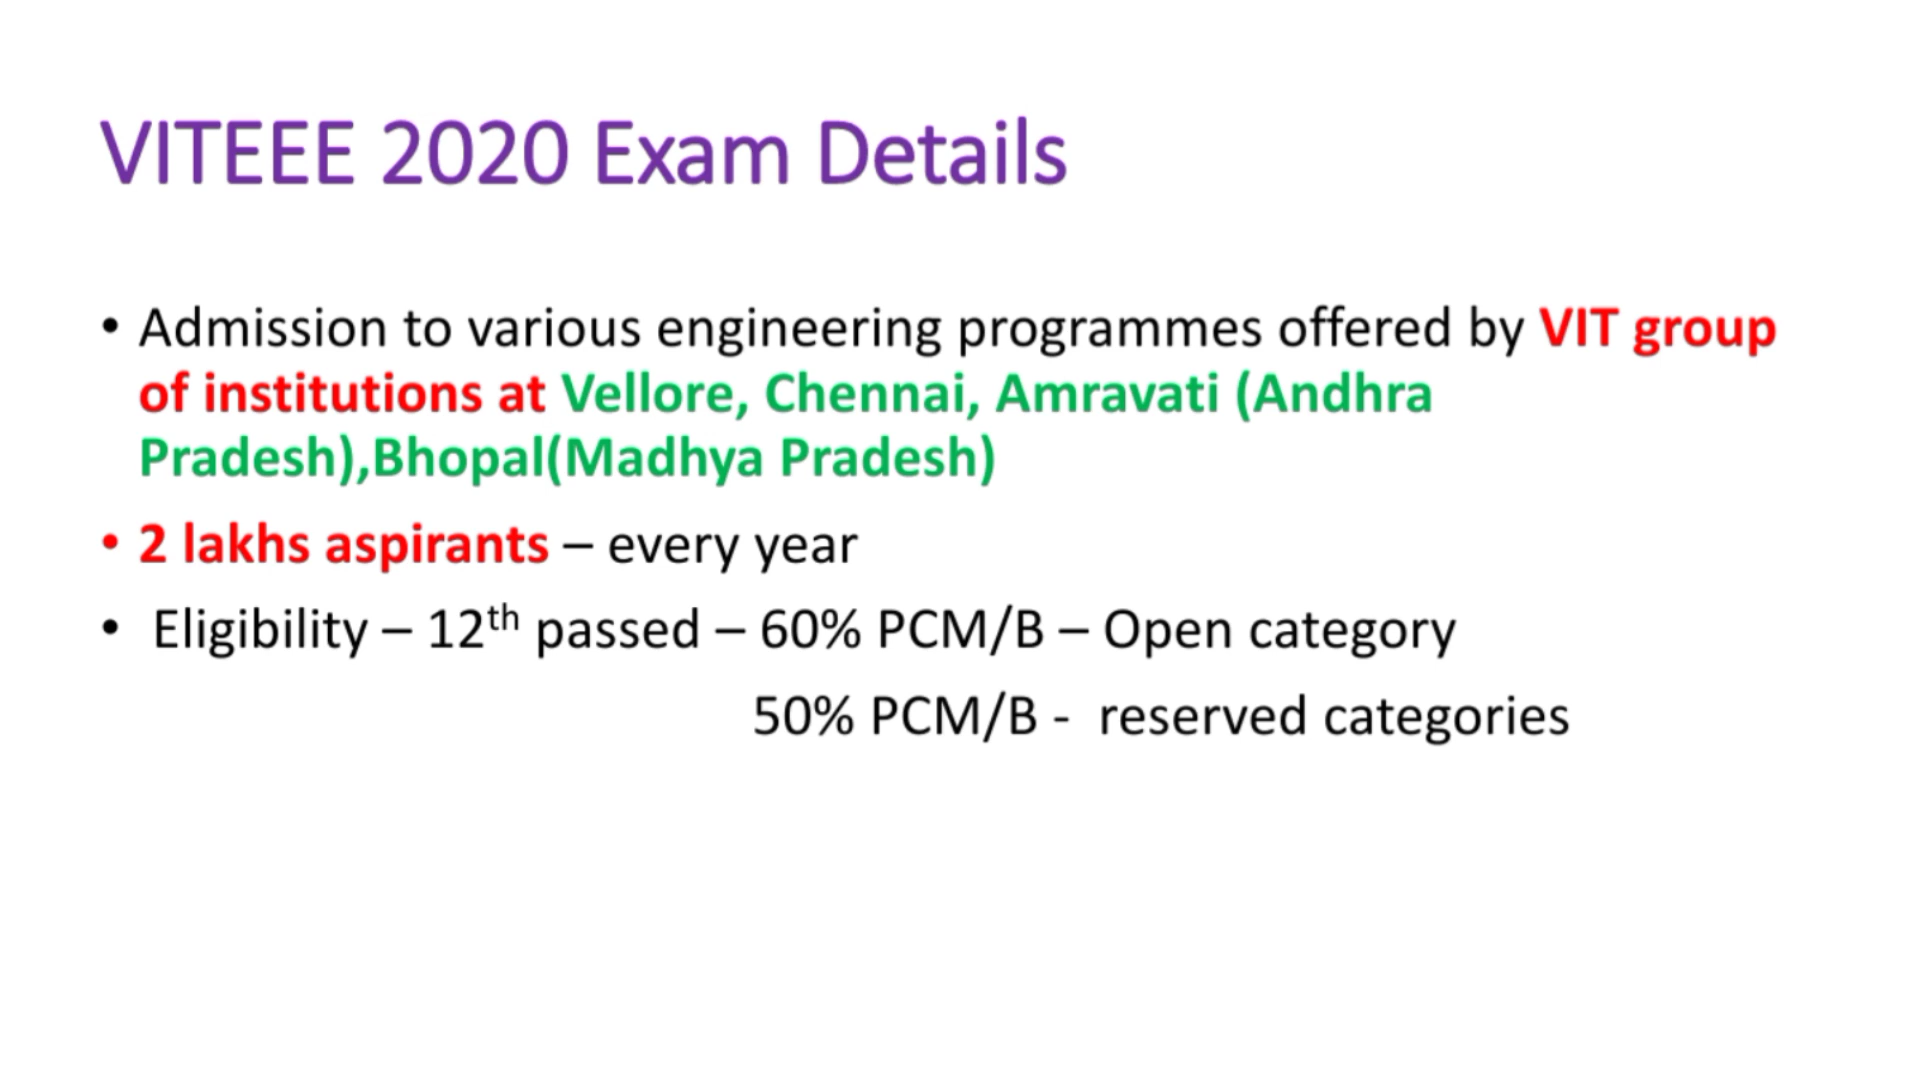 VITEEE 2020 Exam Details
• Admission to various engineering programmes offered by VIT group
of institutions at Vellore, Chennai, Amravati (Andhra
Pradesh),Bhopal(Madhya Pradesh)
• 2 lakhs aspirants – every year
• Eligibility – 12th passed – 60% PCM/B – Open category
50% PCM/B - reserved categories